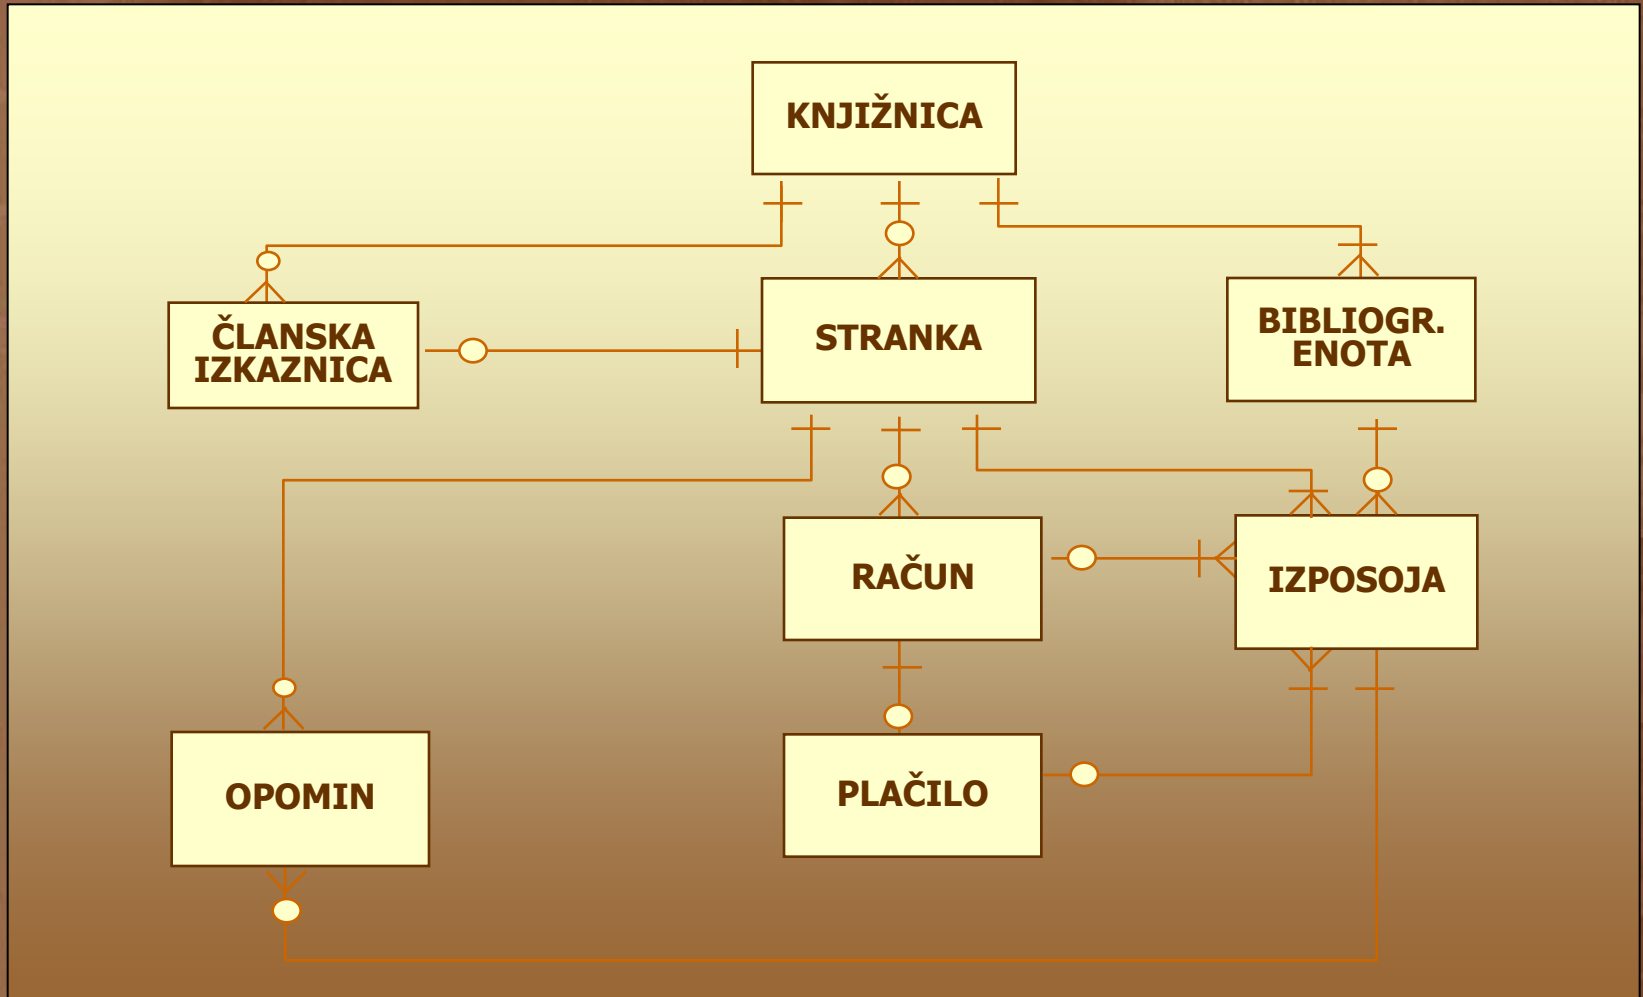 KNJIŽNICA
ČLANSKA
IZKAZNICA
STRANKA
BIBLIOGR.
ENOTA
RAČUN
IZPOSOJA
OPOMIN
PLAČILO